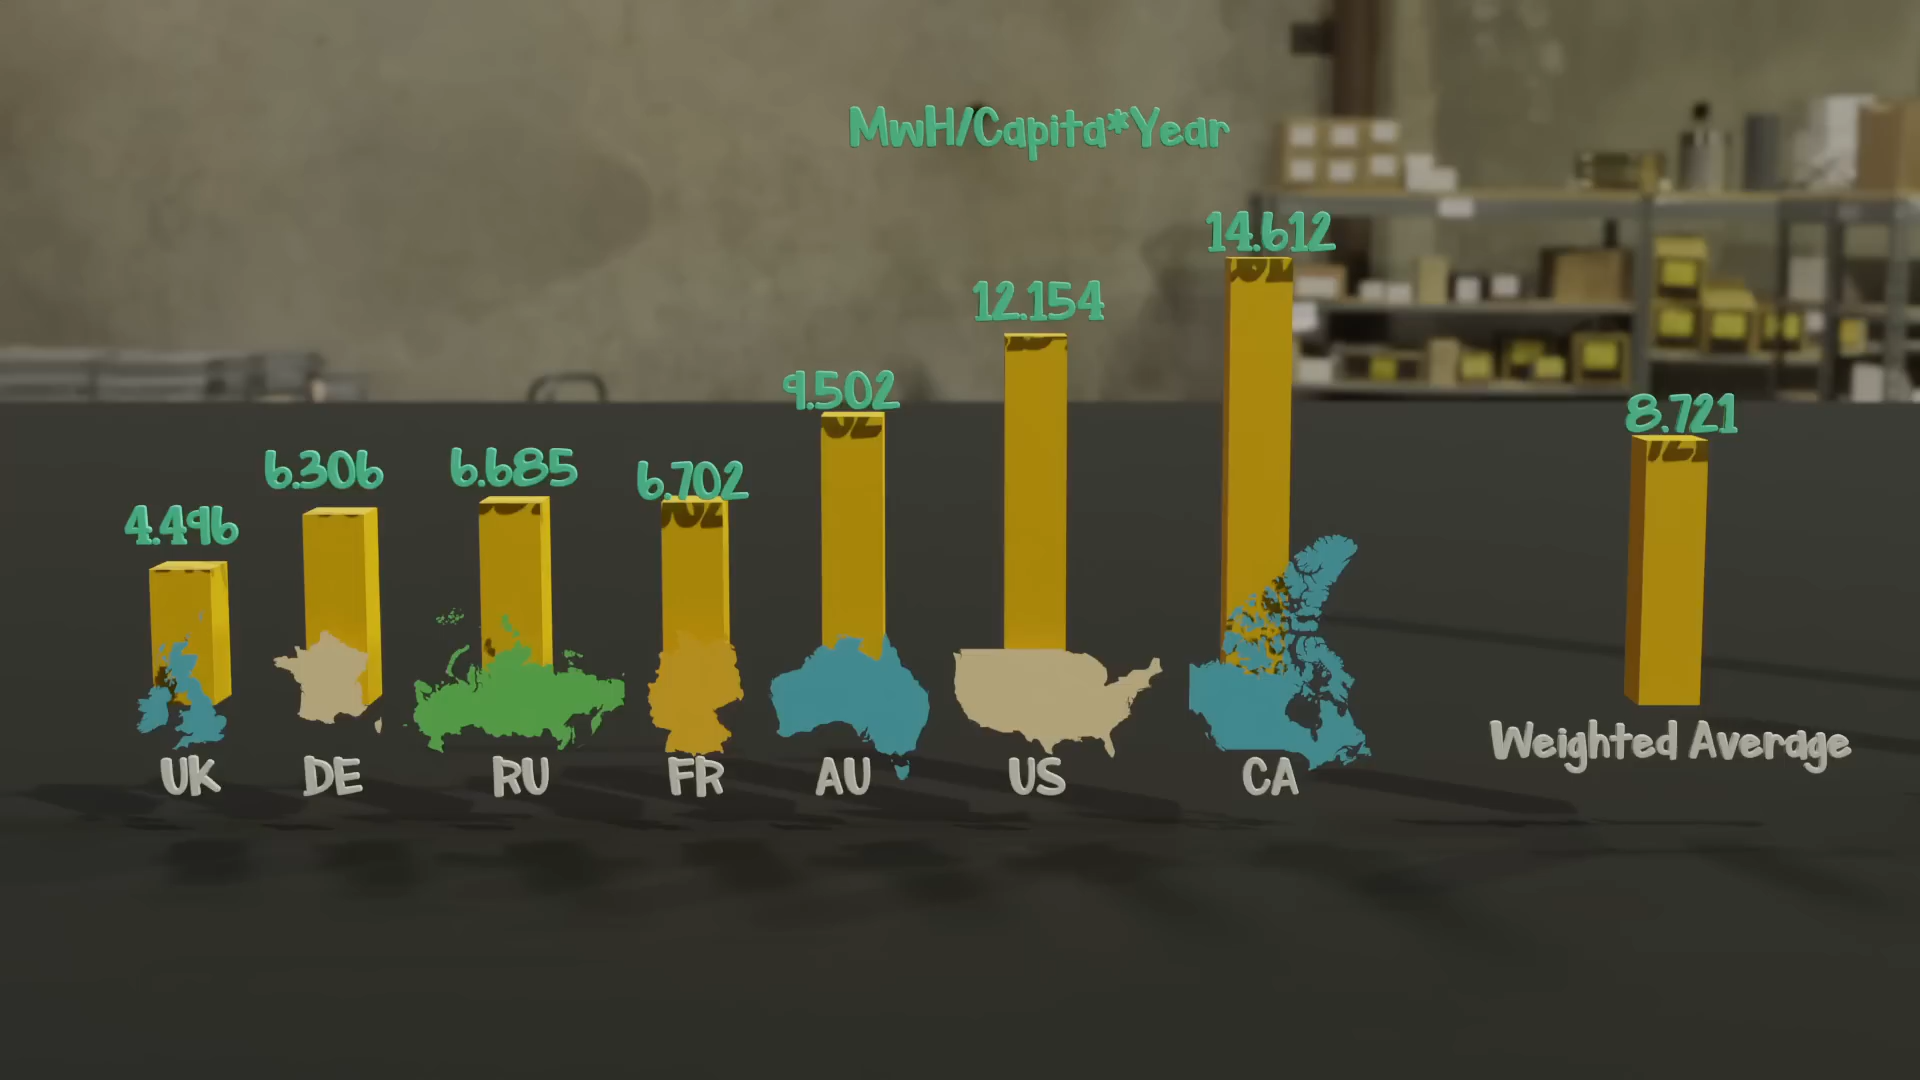 MwH/Capita*Year
4.496
6.306
6.685
6.702
9.502
12.154
14.612
8.721
UK
DE
RU
FR
AU
US
CA
Weighted Average